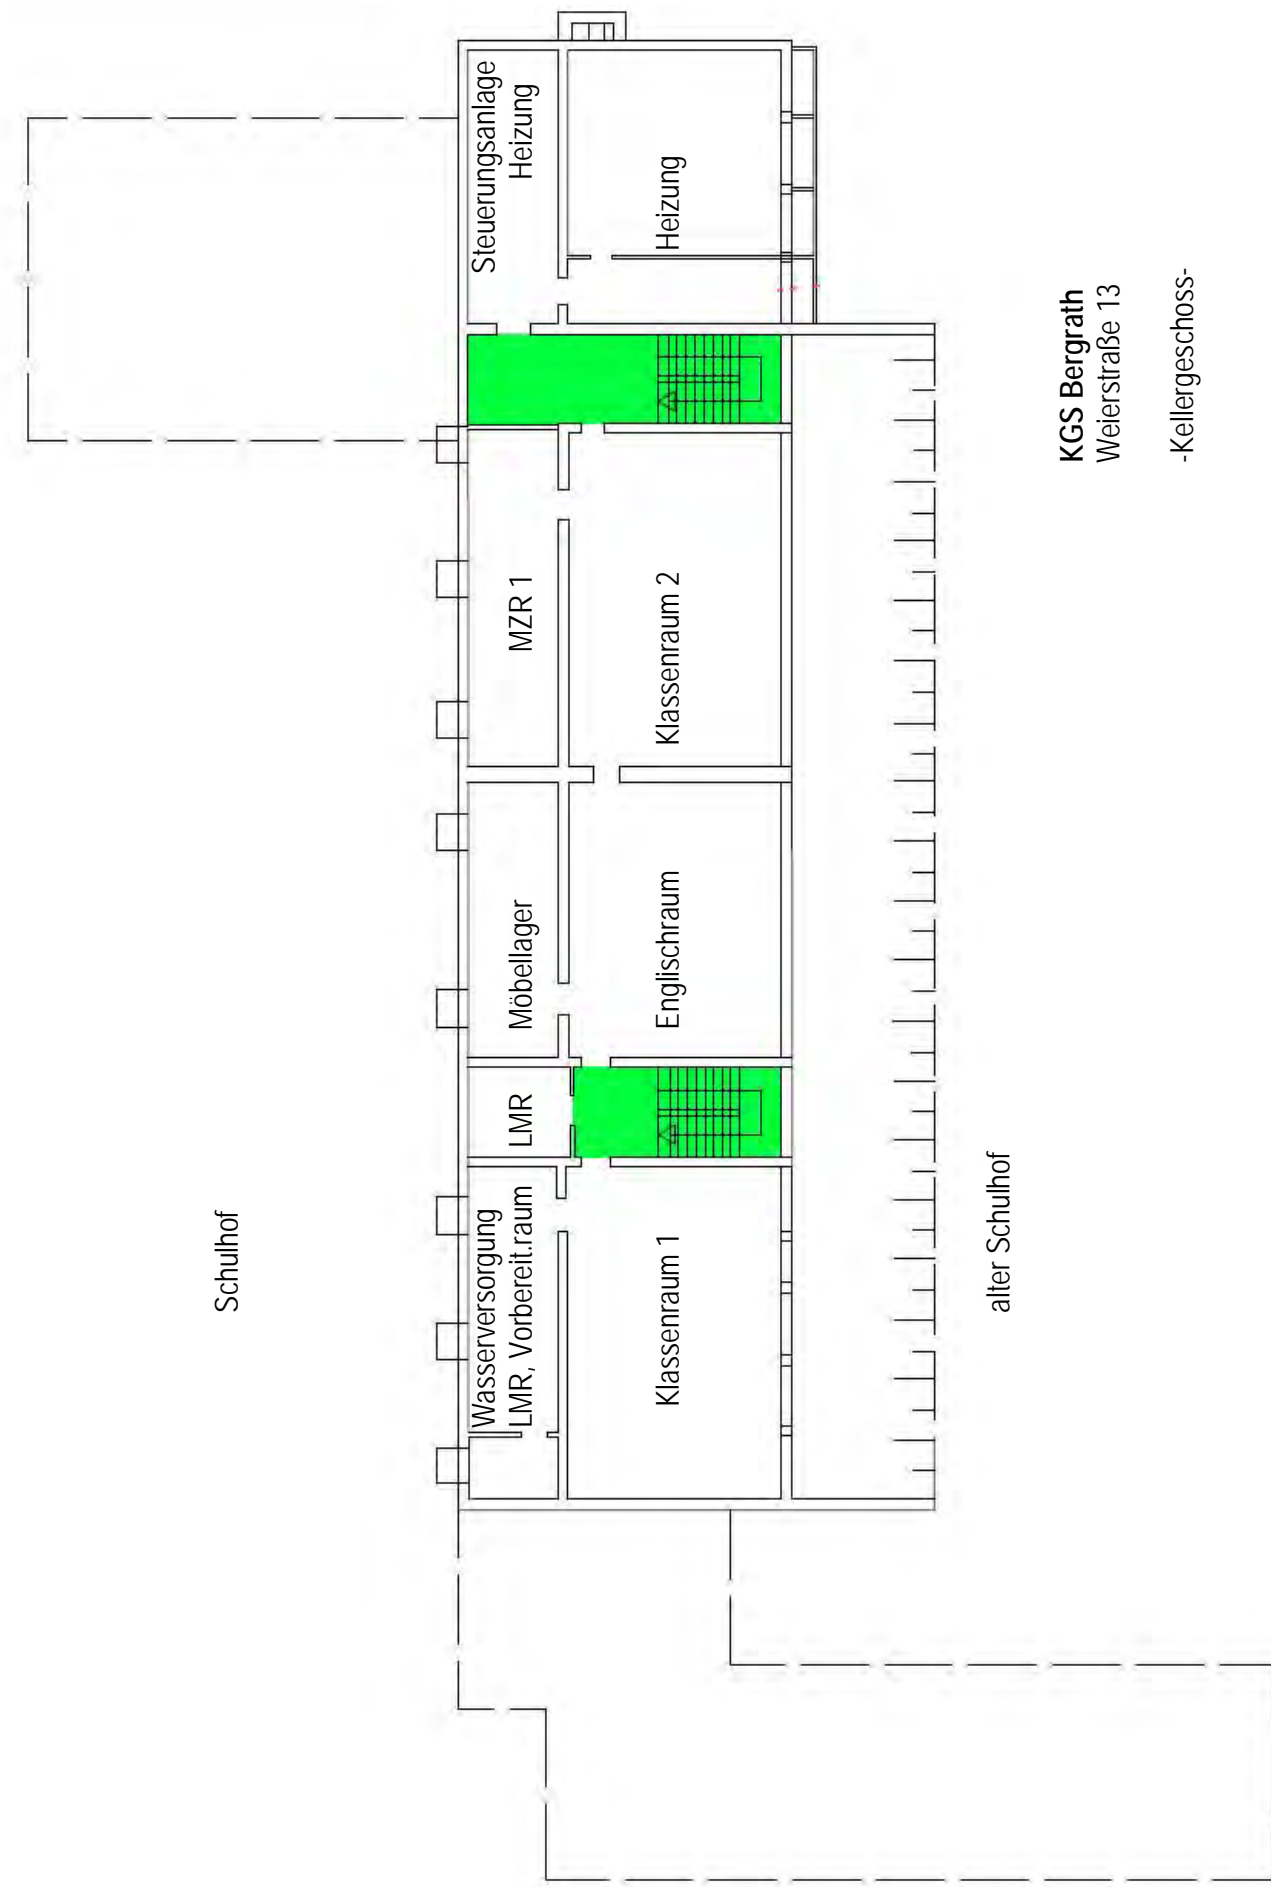 Schulhof
Wasserversorgung
LMR, Vorbereit.raum
LMR
Möbellager
MZR 1
Steuerungsanlage
Heizung
Klassenraum 1
Englischraum
Klassenraum 2
Heizung
alter Schulhof
KGS Bergrath
Weierstraße 13
-Kellergeschoss-